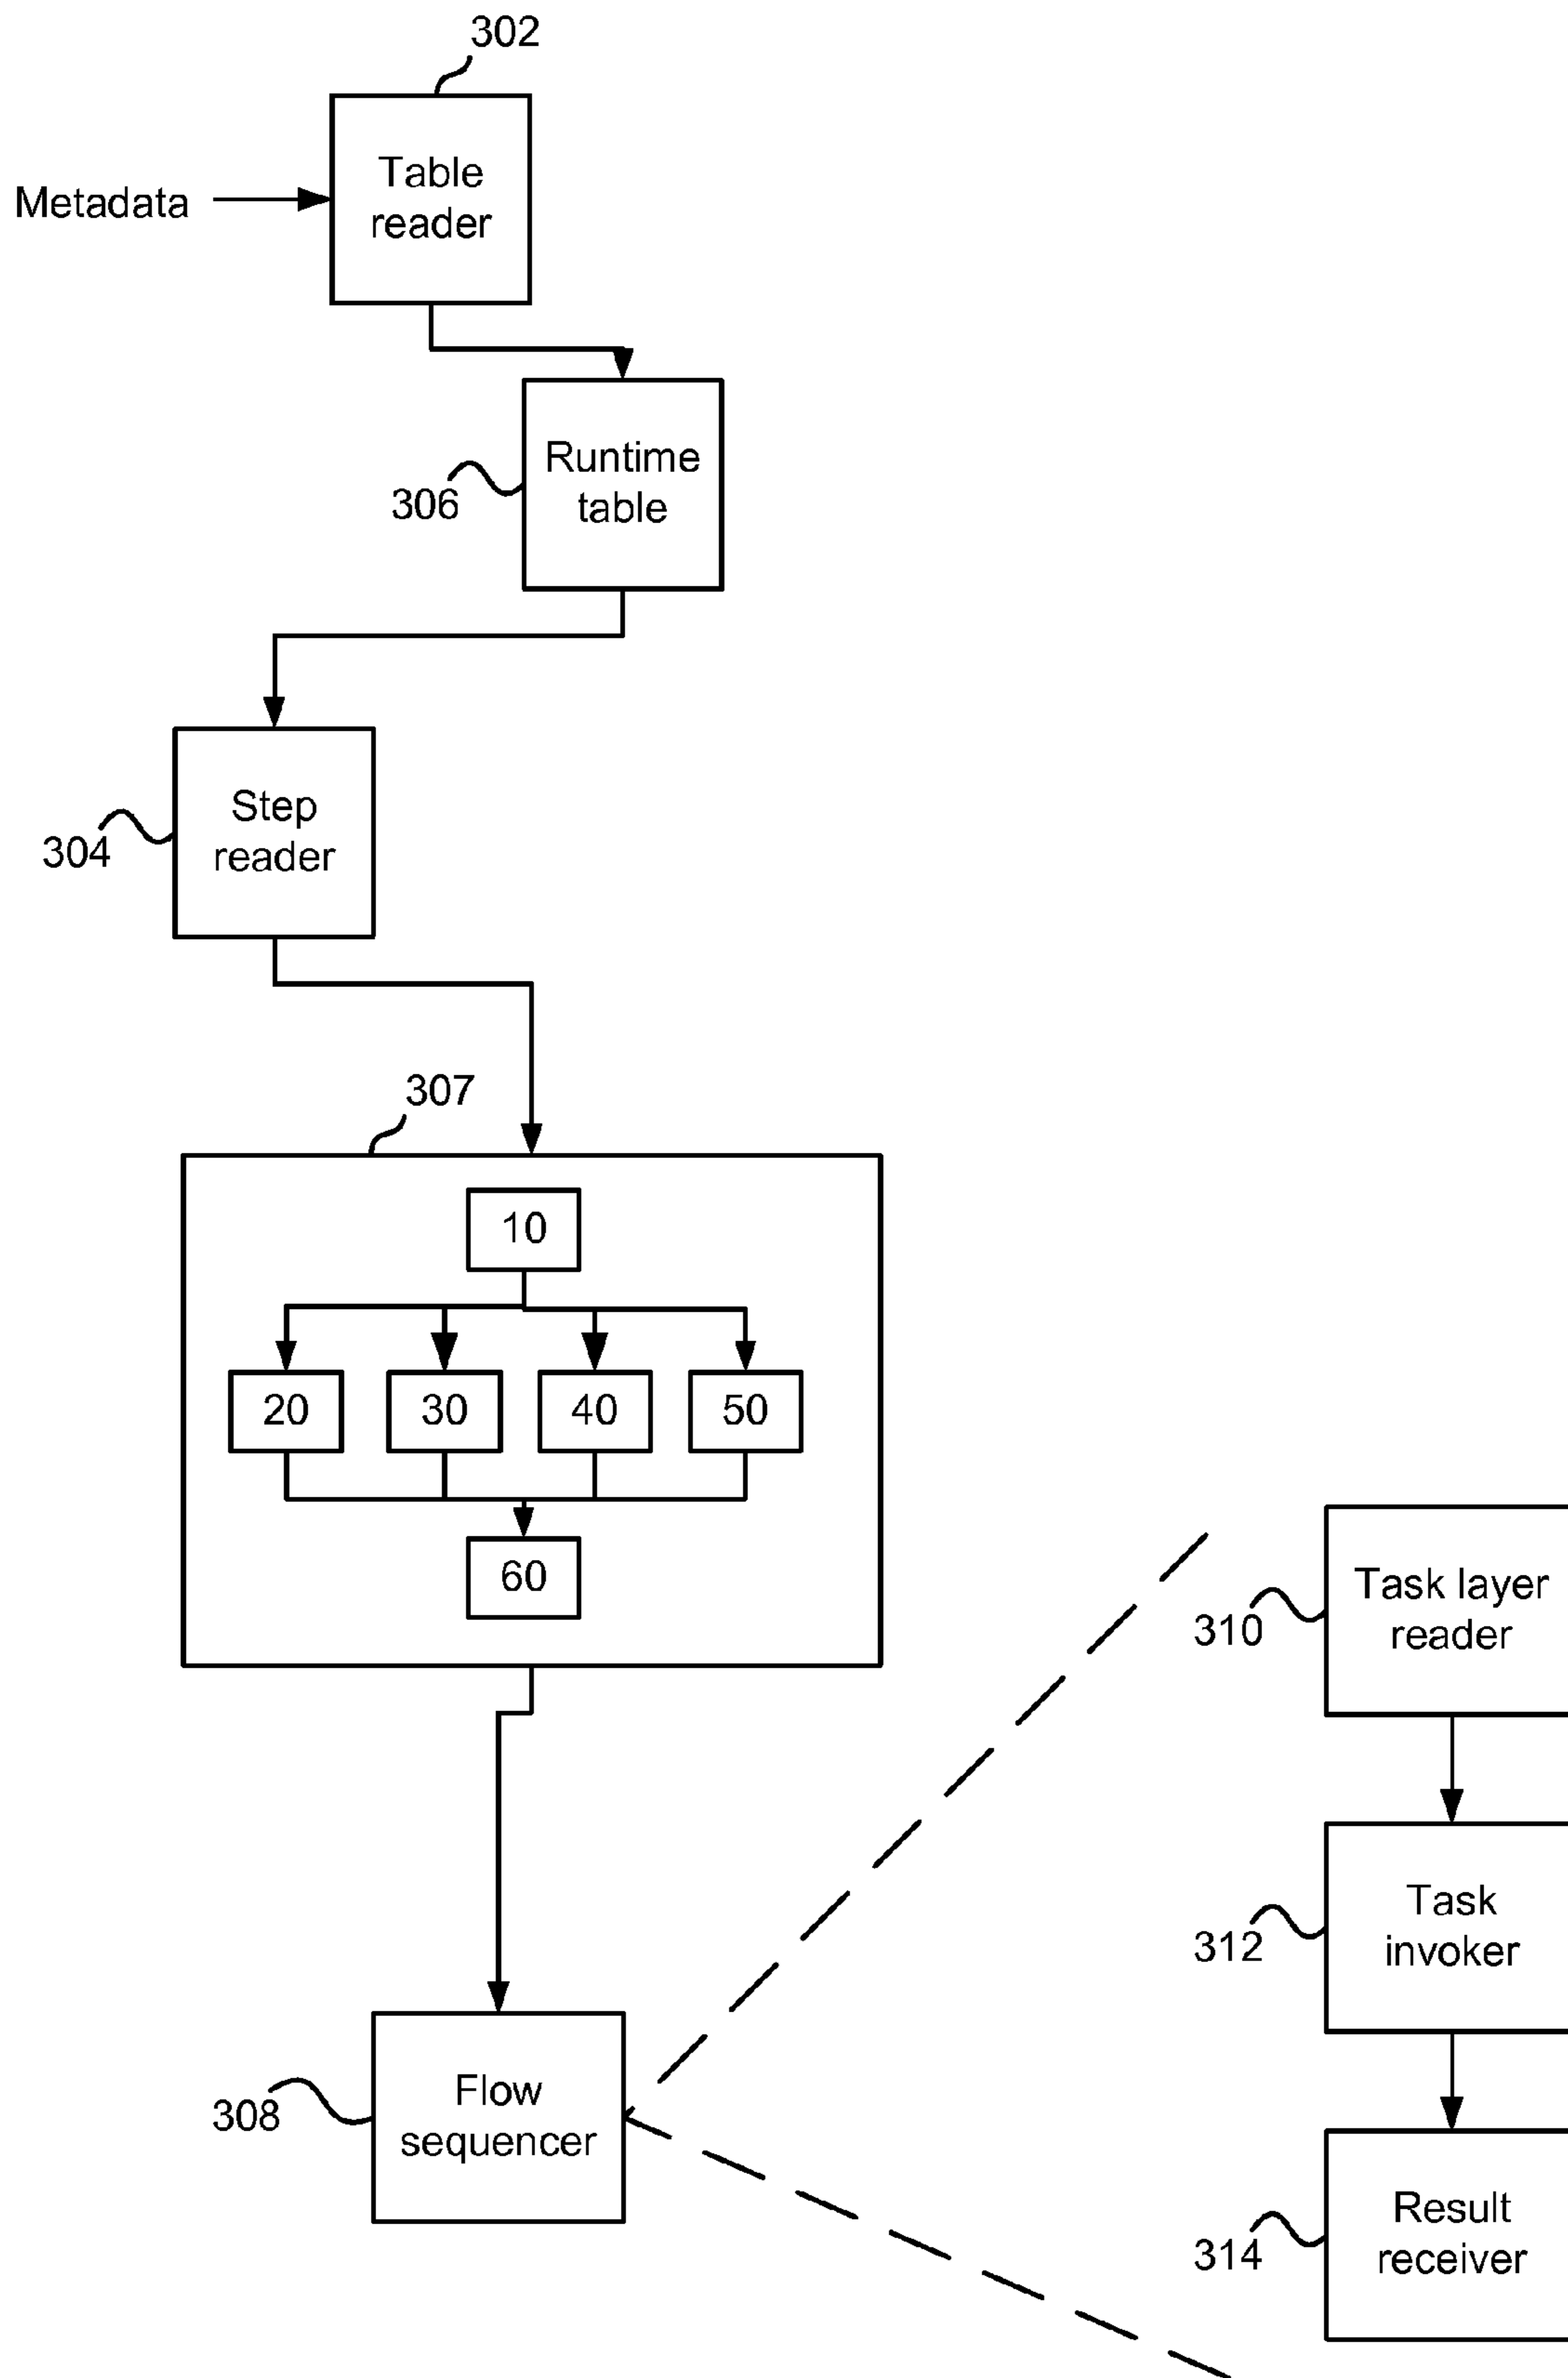 302
Table
reader
Metadata
Runtime
table
306
Step
reader
304
307
10
20 30 40 50
60
Task layer
reader
310
Task
invoker
312
Flow
sequencer
308
Result
receiver
314